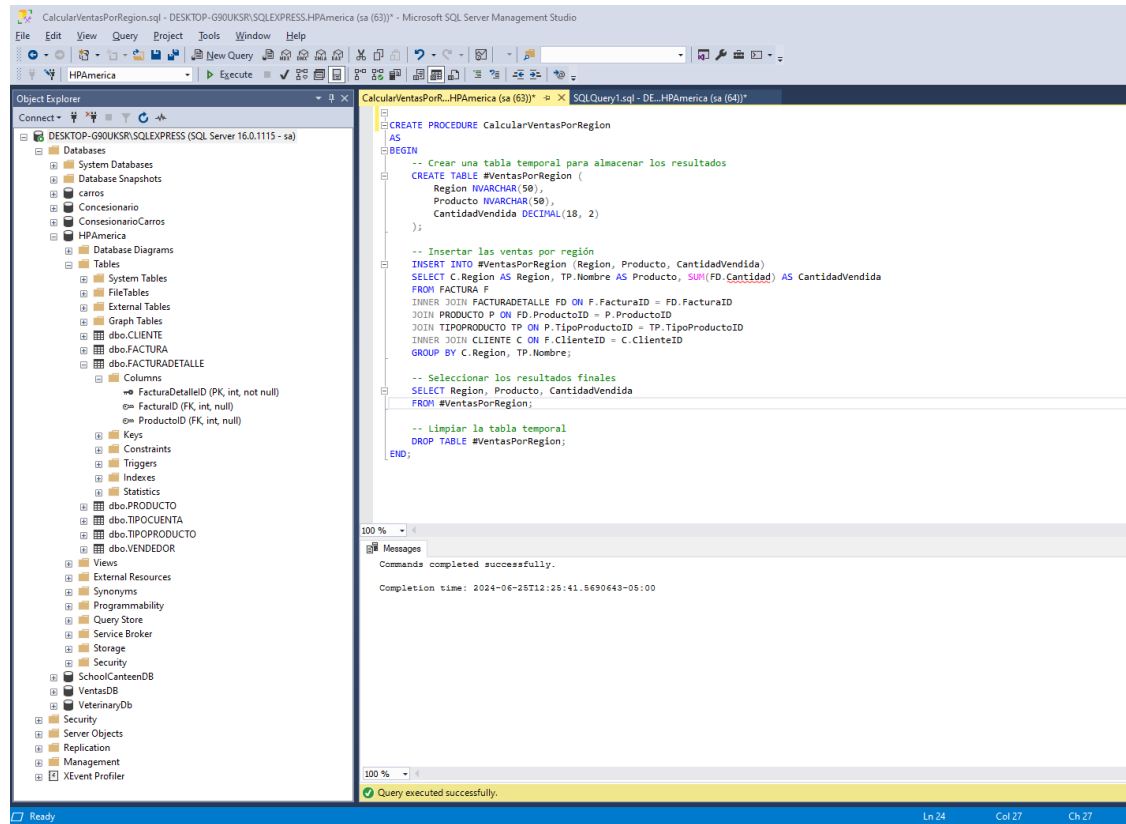 CalcularVentasPorRegion.sql - DESKTOP-G90UKSR\SQLEXPRESS.HPAmerica (sa (63))* - Microsoft SQL Server Management Studio
File Edit View Query Project Tools Window Help
New Query
HPAmerica Execute
Object Explorer
Connect
DESKTOP-G90UKSR\SQLEXPRESS (SQL Server 16.0.1115 - sa)
Databases
System Databases
Database Snapshots
carros
Concesionario
ConsesionarioCarros
HPAmerica
Database Diagrams
Tables
System Tables
FileTables
External Tables
Graph Tables
dbo.CLIENTE
dbo.FACTURA
dbo.FACTURADETALLE
Columns
FacturaDetalleID (PK, int, not null)
FacturaID (FK, int, null)
ProductoID (FK, int, null)
Keys
Constraints
Triggers
Indexes
Statistics
dbo.PRODUCTO
dbo.TIPOCUENTA
dbo.TIPOPRODUCTO
dbo.VENDEDOR
Views
External Resources
Synonyms
Programmability
Query Store
Service Broker
Storage
Security
SchoolCanteenDB
VentasDB
VeterinaryDb
Security
Server Objects
Replication
Management
XEvent Profiler
CalcularVentasPorR...HPAmerica (sa (63))* SQLQuery1.sql - DE...HPAmerica (sa (64))*
CREATE PROCEDURE CalcularVentasPorRegion
AS
BEGIN
-- Crear una tabla temporal para almacenar los resultados
CREATE TABLE #VentasPorRegion (
Region NVARCHAR(50),
Producto NVARCHAR(50),
CantidadVendida DECIMAL(18, 2)
);
-- Insertar las ventas por región
INSERT INTO #VentasPorRegion (Region, Producto, CantidadVendida)
SELECT C.Region AS Region, TP.Nombre AS Producto, SUM(FD.Cantidad) AS CantidadVendida
FROM FACTURA F
INNER JOIN FACTURADETALLE FD ON F.FacturaID = FD.FacturaID
JOIN PRODUCTO P ON FD.ProductoID = P.ProductoID
JOIN TIPOPRODUCTO TP ON P.TipoProductoID = TP.TipoProductoID
INNER JOIN CLIENTE C ON F.ClienteID = C.ClienteID
GROUP BY C.Region, TP.Nombre;
-- Seleccionar los resultados finales
SELECT Region, Producto, CantidadVendida
FROM #VentasPorRegion;
-- Limpiar la tabla temporal
DROP TABLE #VentasPorRegion;
END;
100 %
Messages
Commands completed successfully.
Completion time: 2024-06-25T12:25:41.5690643-05:00
100 %
Query executed successfully.
Ready Ln 24 Col 27 Ch 27